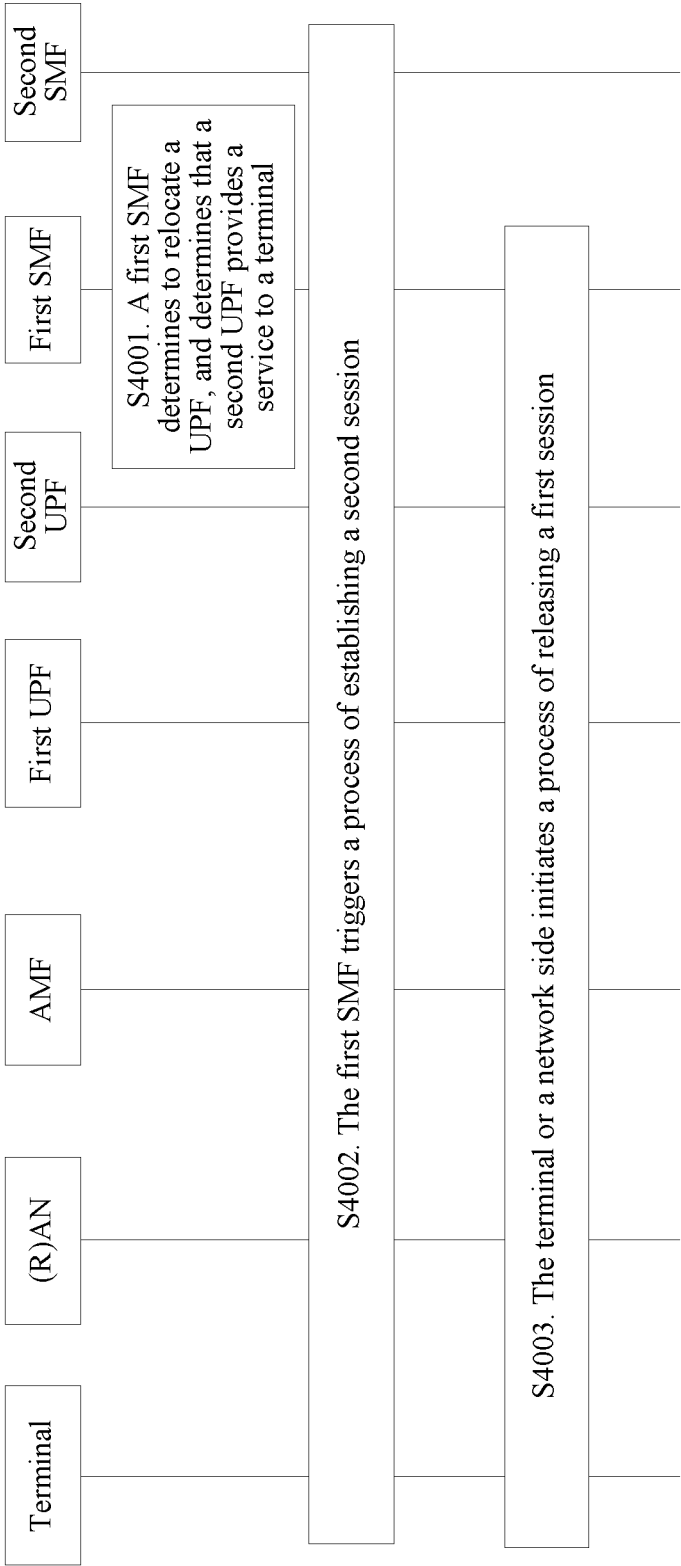 Terminal
(R)AN
AMF
First UPF
Second
UPF
First SMF
Second
SMF
S4001. A first SMF
determines to relocate a
UPF, and determines that a
second UPF provides a
service to a terminal
S4002. The first SMF triggers a process of establishing a second session
S4003. The terminal or a network side initiates a process of releasing a first session